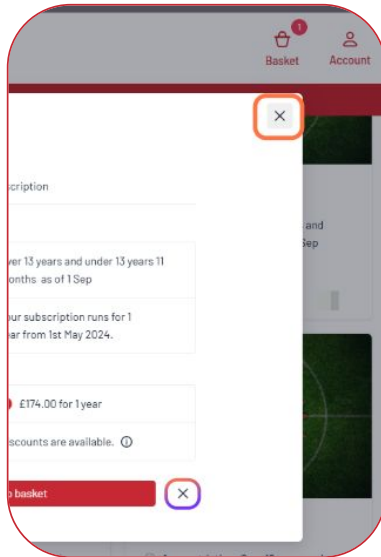 1
Basket Account
cription
and
Sep
ver 13 years and under 13 years 11
onths as of 1 Sep
our subscription runs for 1
ear from 1st May 2024.
£174.00 for 1 year
scounts are available.
o basket